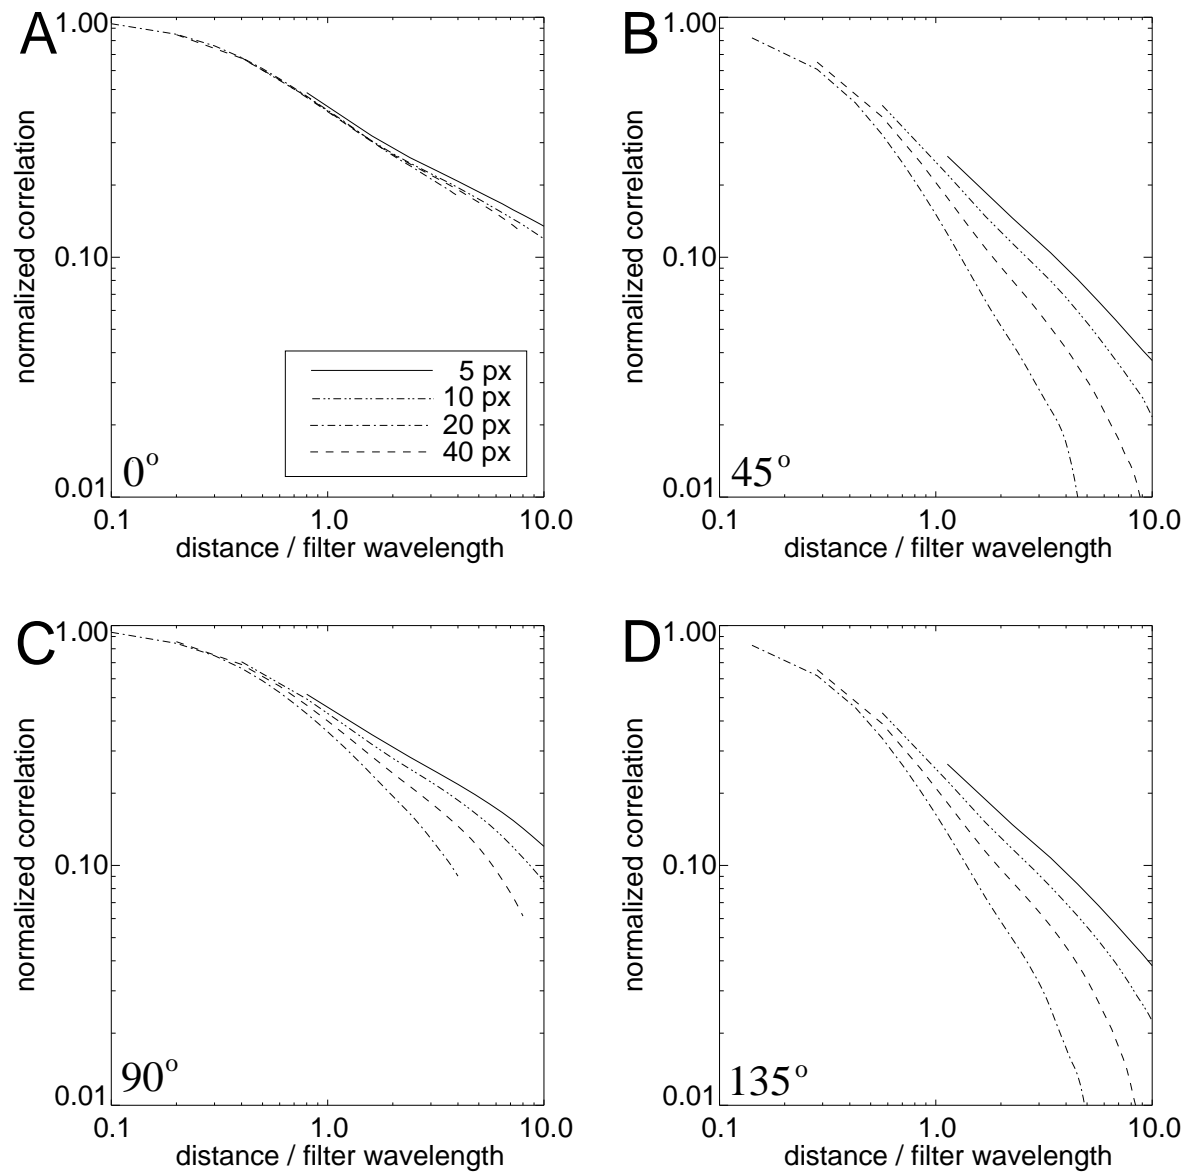 A
1.00
0.10
0.01
normalized correlation
5 px
10 px
20 px
40 px
0°
0.1 1.0 10.0
distance / filter wavelength
B
1.00
0.10
0.01
normalized correlation
45°
0.1 1.0 10.0
distance / filter wavelength
C
1.00
0.10
0.01
normalized correlation
90°
0.1 1.0 10.0
distance / filter wavelength
D
1.00
0.10
0.01
normalized correlation
135°
0.1 1.0 10.0
distance / filter wavelength